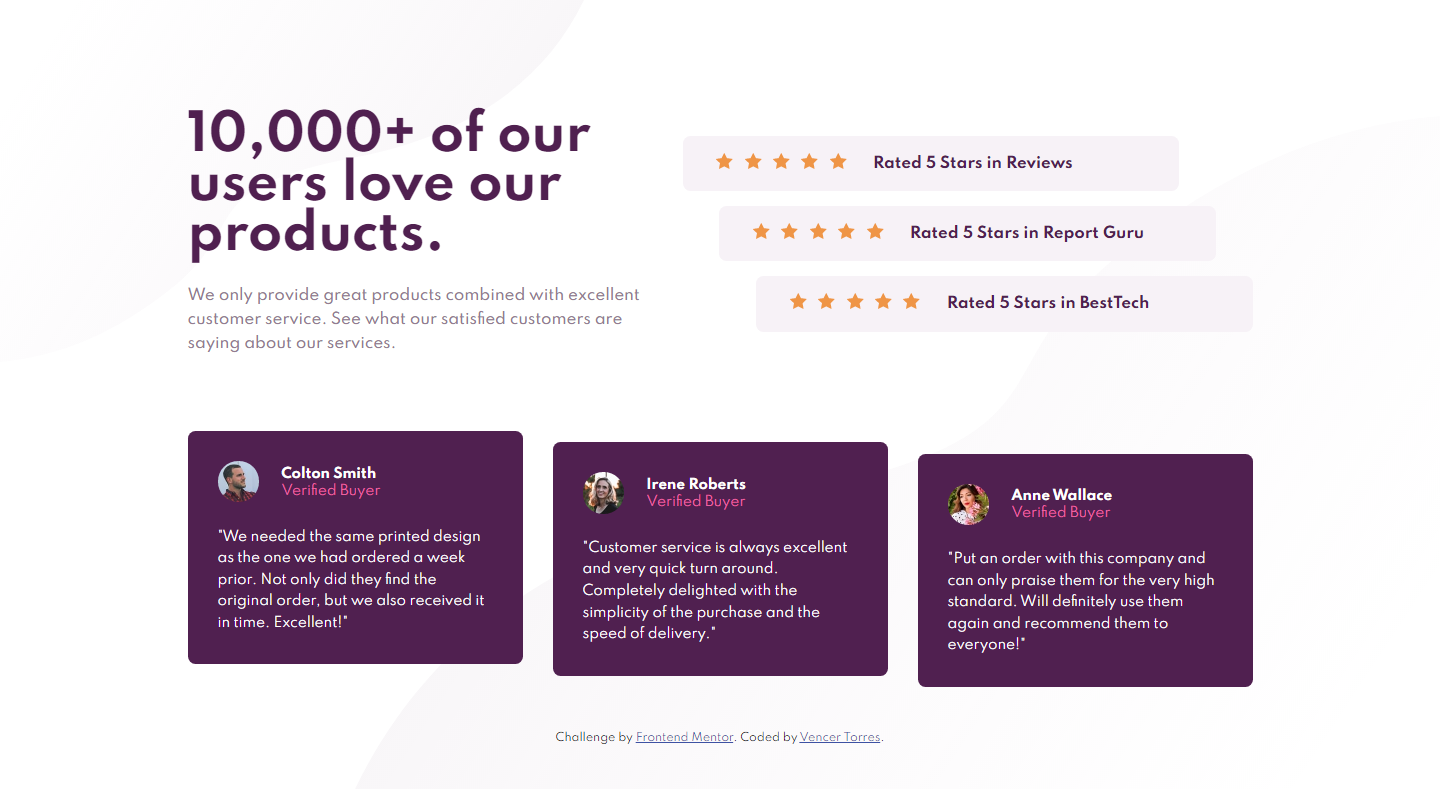 10,000+ of our
users love our
products.
We only provide great products combined with excellent
customer service. See what our satisfied customers are
saying about our services.
Rated 5 Stars in Reviews
Rated 5 Stars in Report Guru
Rated 5 Stars in BestTech
Colton Smith
Verified Buyer
"We needed the same printed design
as the one we had ordered a week
prior. Not only did they find the
original order, but we also received it
in time. Excellent!"
Irene Roberts
Verified Buyer
"Customer service is always excellent
and very quick turn around.
Completely delighted with the
simplicity of the purchase and the
speed of delivery."
Anne Wallace
Verified Buyer
"Put an order with this company and
can only praise them for the very high
standard. Will definitely use them
again and recommend them to
everyone!"
Challenge by Frontend Mentor. Coded by Vencer Torres.